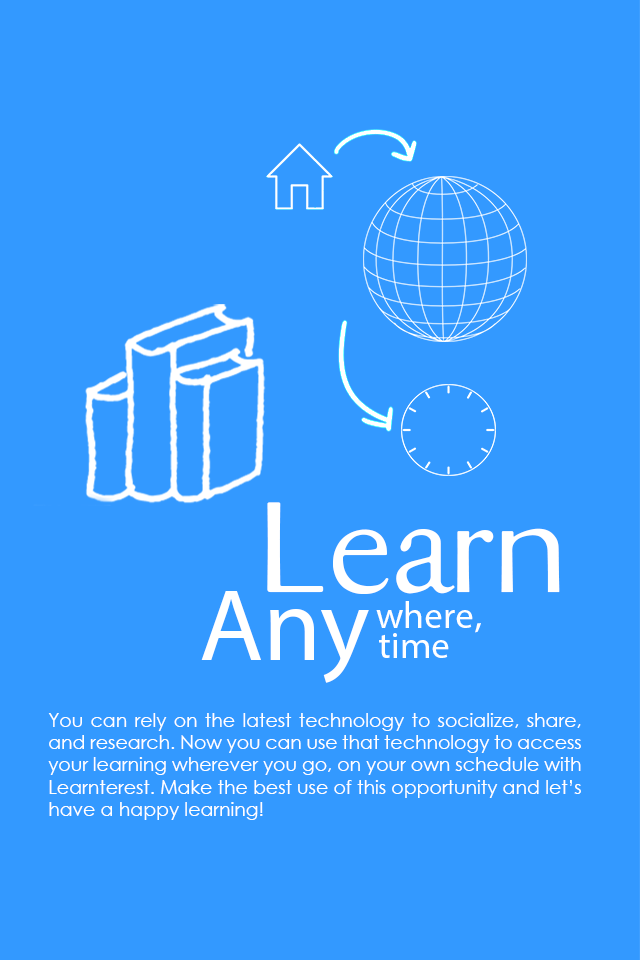 Learn
Any where,
time
You can rely on the latest technology to socialize, share,
and research. Now you can use that technology to access
your learning wherever you go, on your own schedule with
Learnterest. Make the best use of this opportunity and let's
have a happy learning!